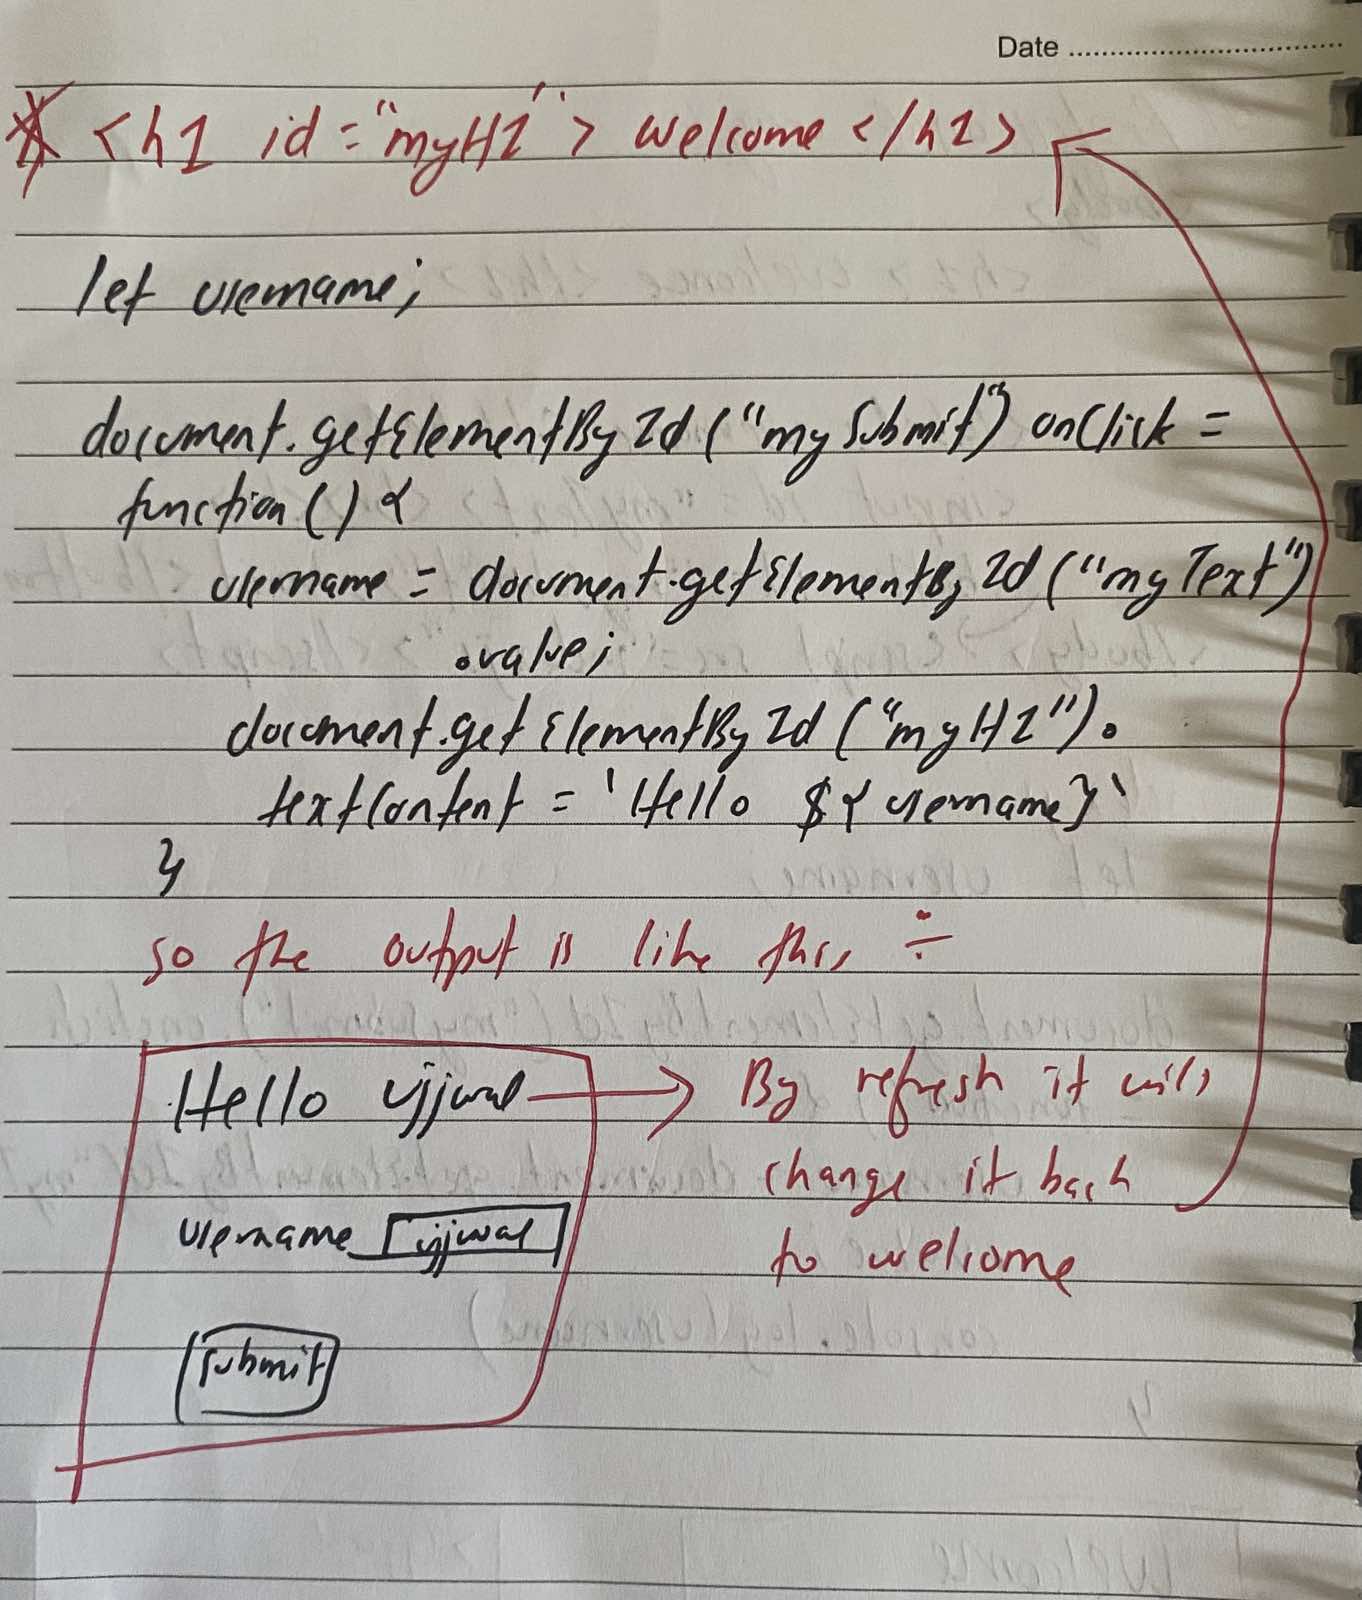 Date
<h1 id="myH1"> Welcome </h1>
let username;
document.getElementById("mySubmit") onClick =
function() {
username = document.getElementById("myText")
.value;
document.getElementById("myH1").
textContent = `Hello ${username}`
}
so the output is like this ÷
Hello ujjwal → By refresh it will
change it back
username ujjwal
to welcome
submit